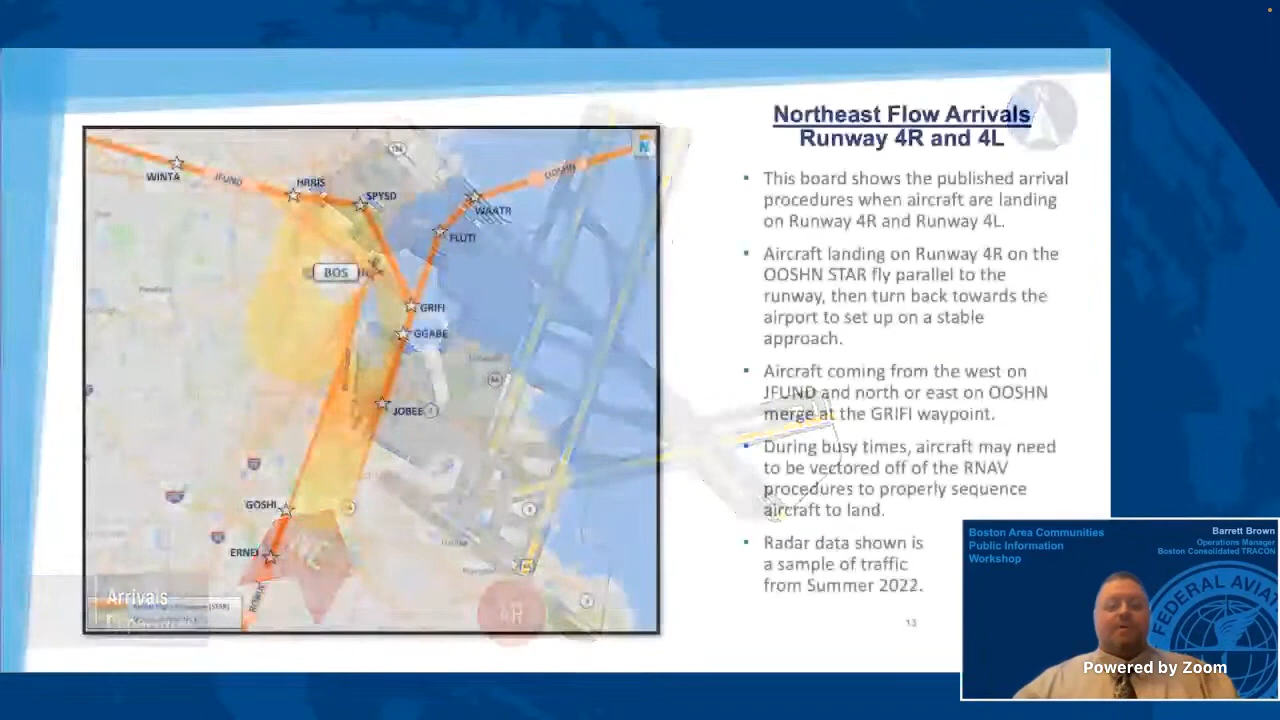 Northeast Flow Arrivals
Runway 4R and 4L
This board shows the published arrival
procedures when aircraft are landing
on Runway 4R and Runway 4L.
Aircraft landing on Runway 4R on the
OOSHN STAR fly parallel to the
runway, then turn back towards the
airport to set up on a stable
approach.
Aircraft coming from the west on
JFUND and north or east on OOSHN
merge at the GRIFI waypoint.
During busy times, aircraft may need
to be vectored off of the RNAV
procedures to properly sequence
aircraft to land.
Radar data shown is
a sample of traffic
from Summer 2022.
13
N
WINTA
JFUND
HRRIS
SPYSD
OOSHN
WAATR
FLUTI
BOS
GRIFI
GGABE
JOBEE
GOSHI
ERNEI
Arrivals
4R
Boston Area Communities
Public Information
Workshop
Barrett Brown
Operations Manager
Boston Consolidated TRACON
FEDERAL AVIA
Powered by Zoom